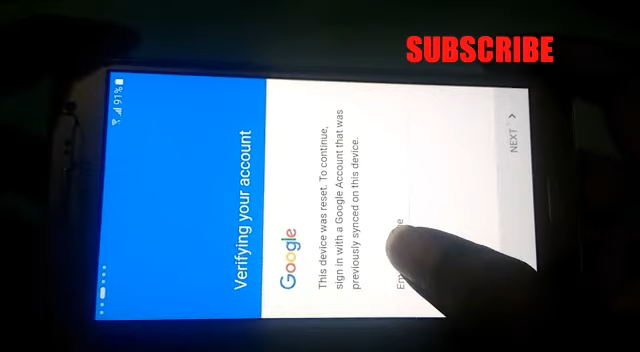 SUBSCRIBE
91%
Verifying your account
Google
This device was reset. To continue,
sign in with a Google Account that was
previously synced on this device.
NEXT